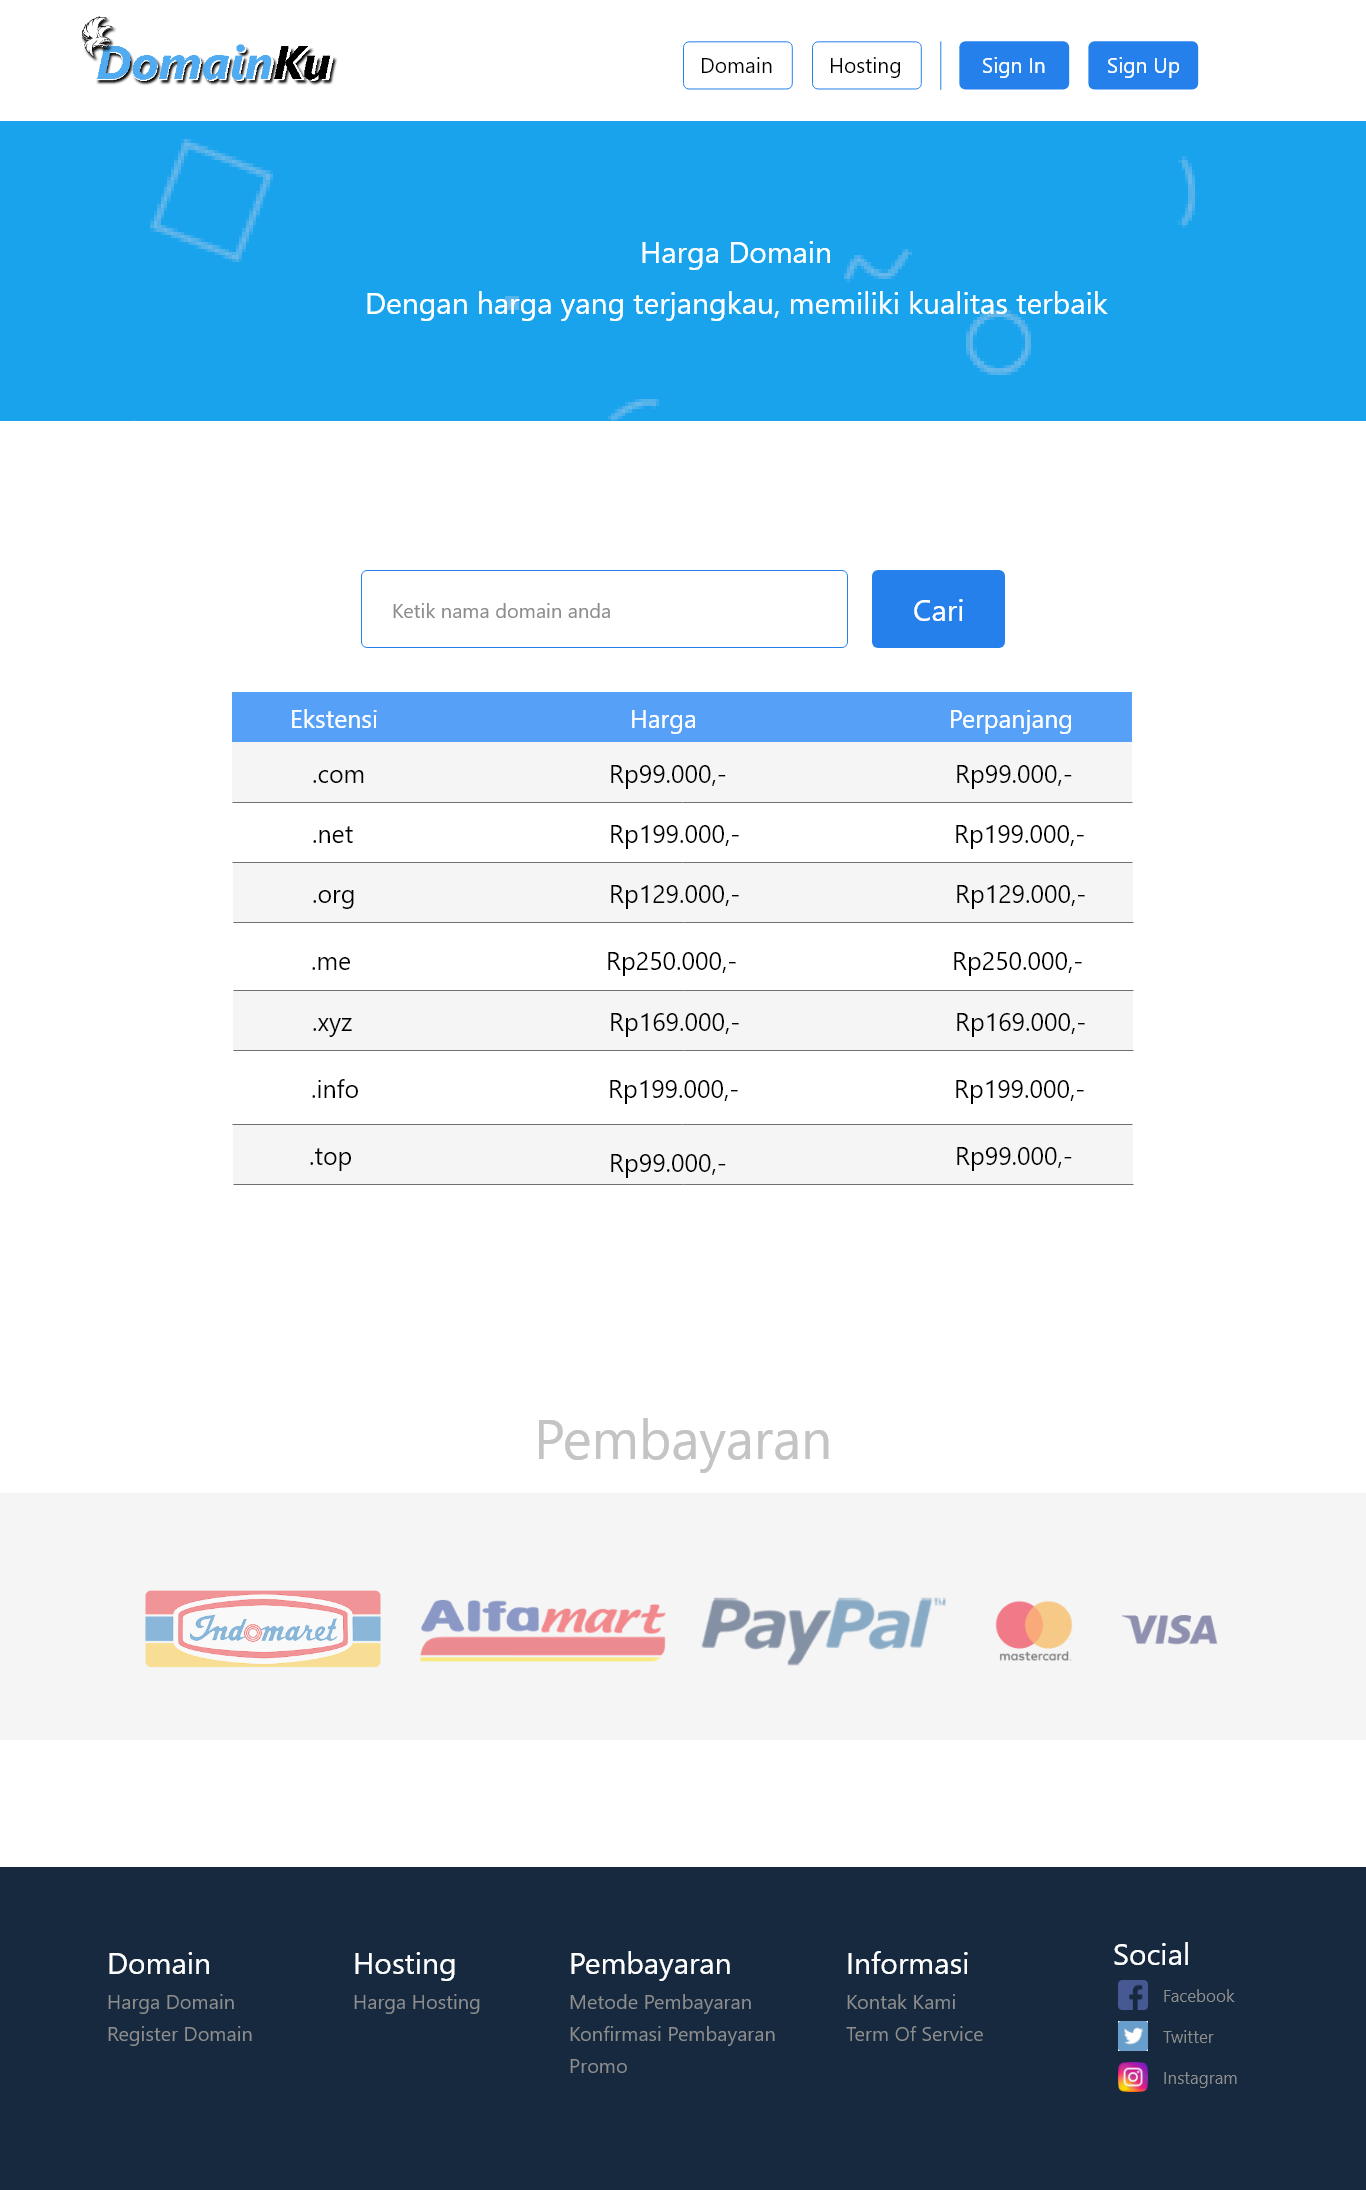 DomainKu
Domain Hosting Sign In Sign Up
Harga Domain
Dengan harga yang terjangkau, memiliki kualitas terbaik
Ketik nama domain anda Cari
Ekstensi Harga Perpanjang
.com Rp99.000,- Rp99.000,-
.net Rp199.000,- Rp199.000,-
.org Rp129.000,- Rp129.000,-
.me Rp250.000,- Rp250.000,-
.xyz Rp169.000,- Rp169.000,-
.info Rp199.000,- Rp199.000,-
.top Rp99.000,- Rp99.000,-
Pembayaran
Indomaret Alfamart PayPal™ mastercard. VISA
Domain
Harga Domain
Register Domain
Hosting
Harga Hosting
Pembayaran
Metode Pembayaran
Konfirmasi Pembayaran
Promo
Informasi
Kontak Kami
Term Of Service
Social
Facebook
Twitter
Instagram